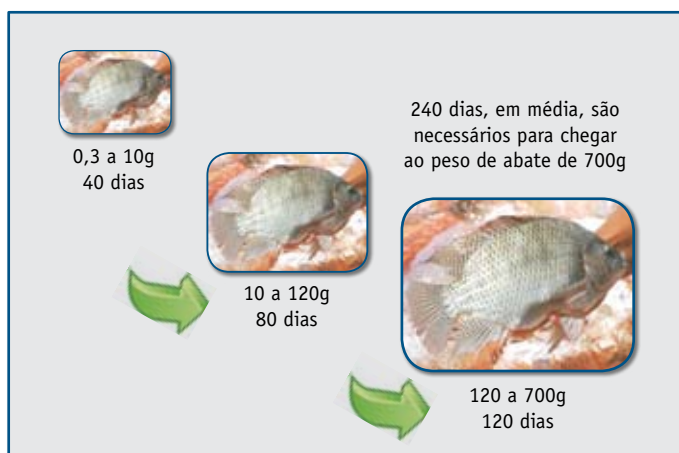 0,3 a 10g
40 dias
10 a 120g
80 dias
240 dias, em média, são
necessários para chegar
ao peso de abate de 700g
120 a 700g
120 dias